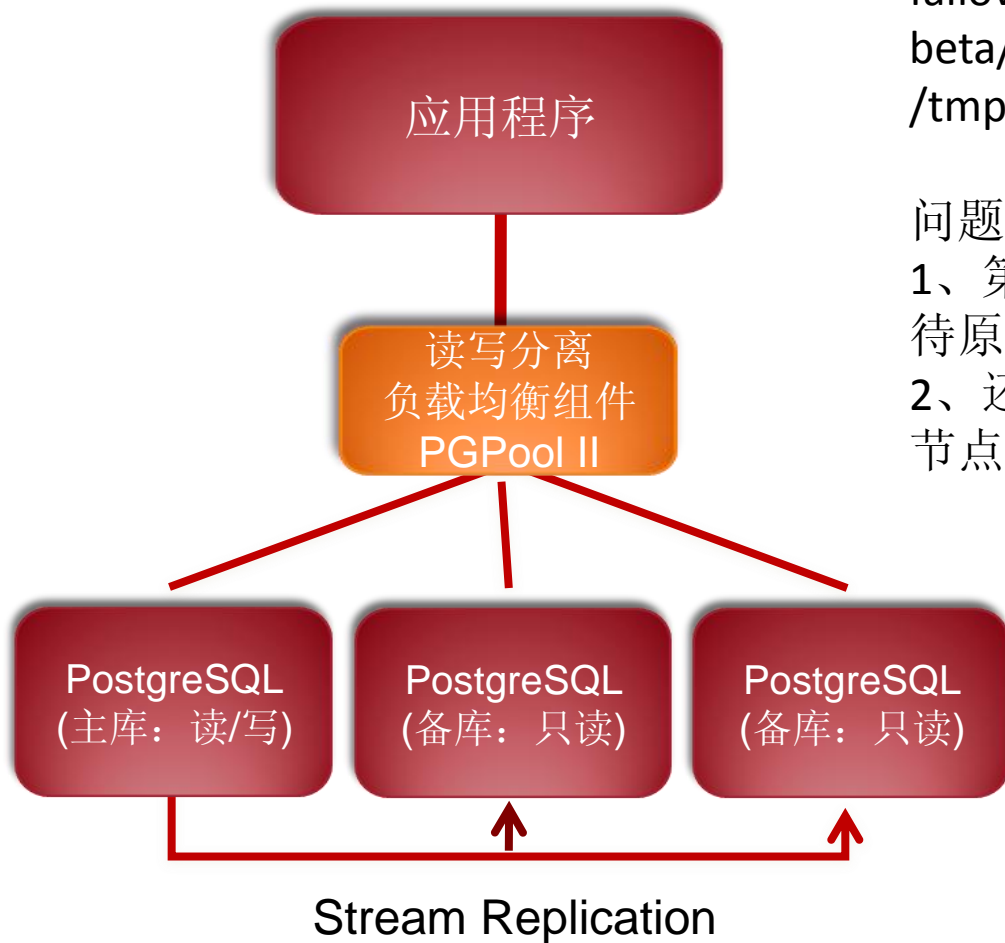 应用程序
读写分离
负载均衡组件
PGPool II
PostgreSQL
(主库：读/写)
PostgreSQL
(备库：只读)
PostgreSQL
(备库：只读)
Stream Replication
beta/
/tmp
问题
1、第
待原
2、还
节点